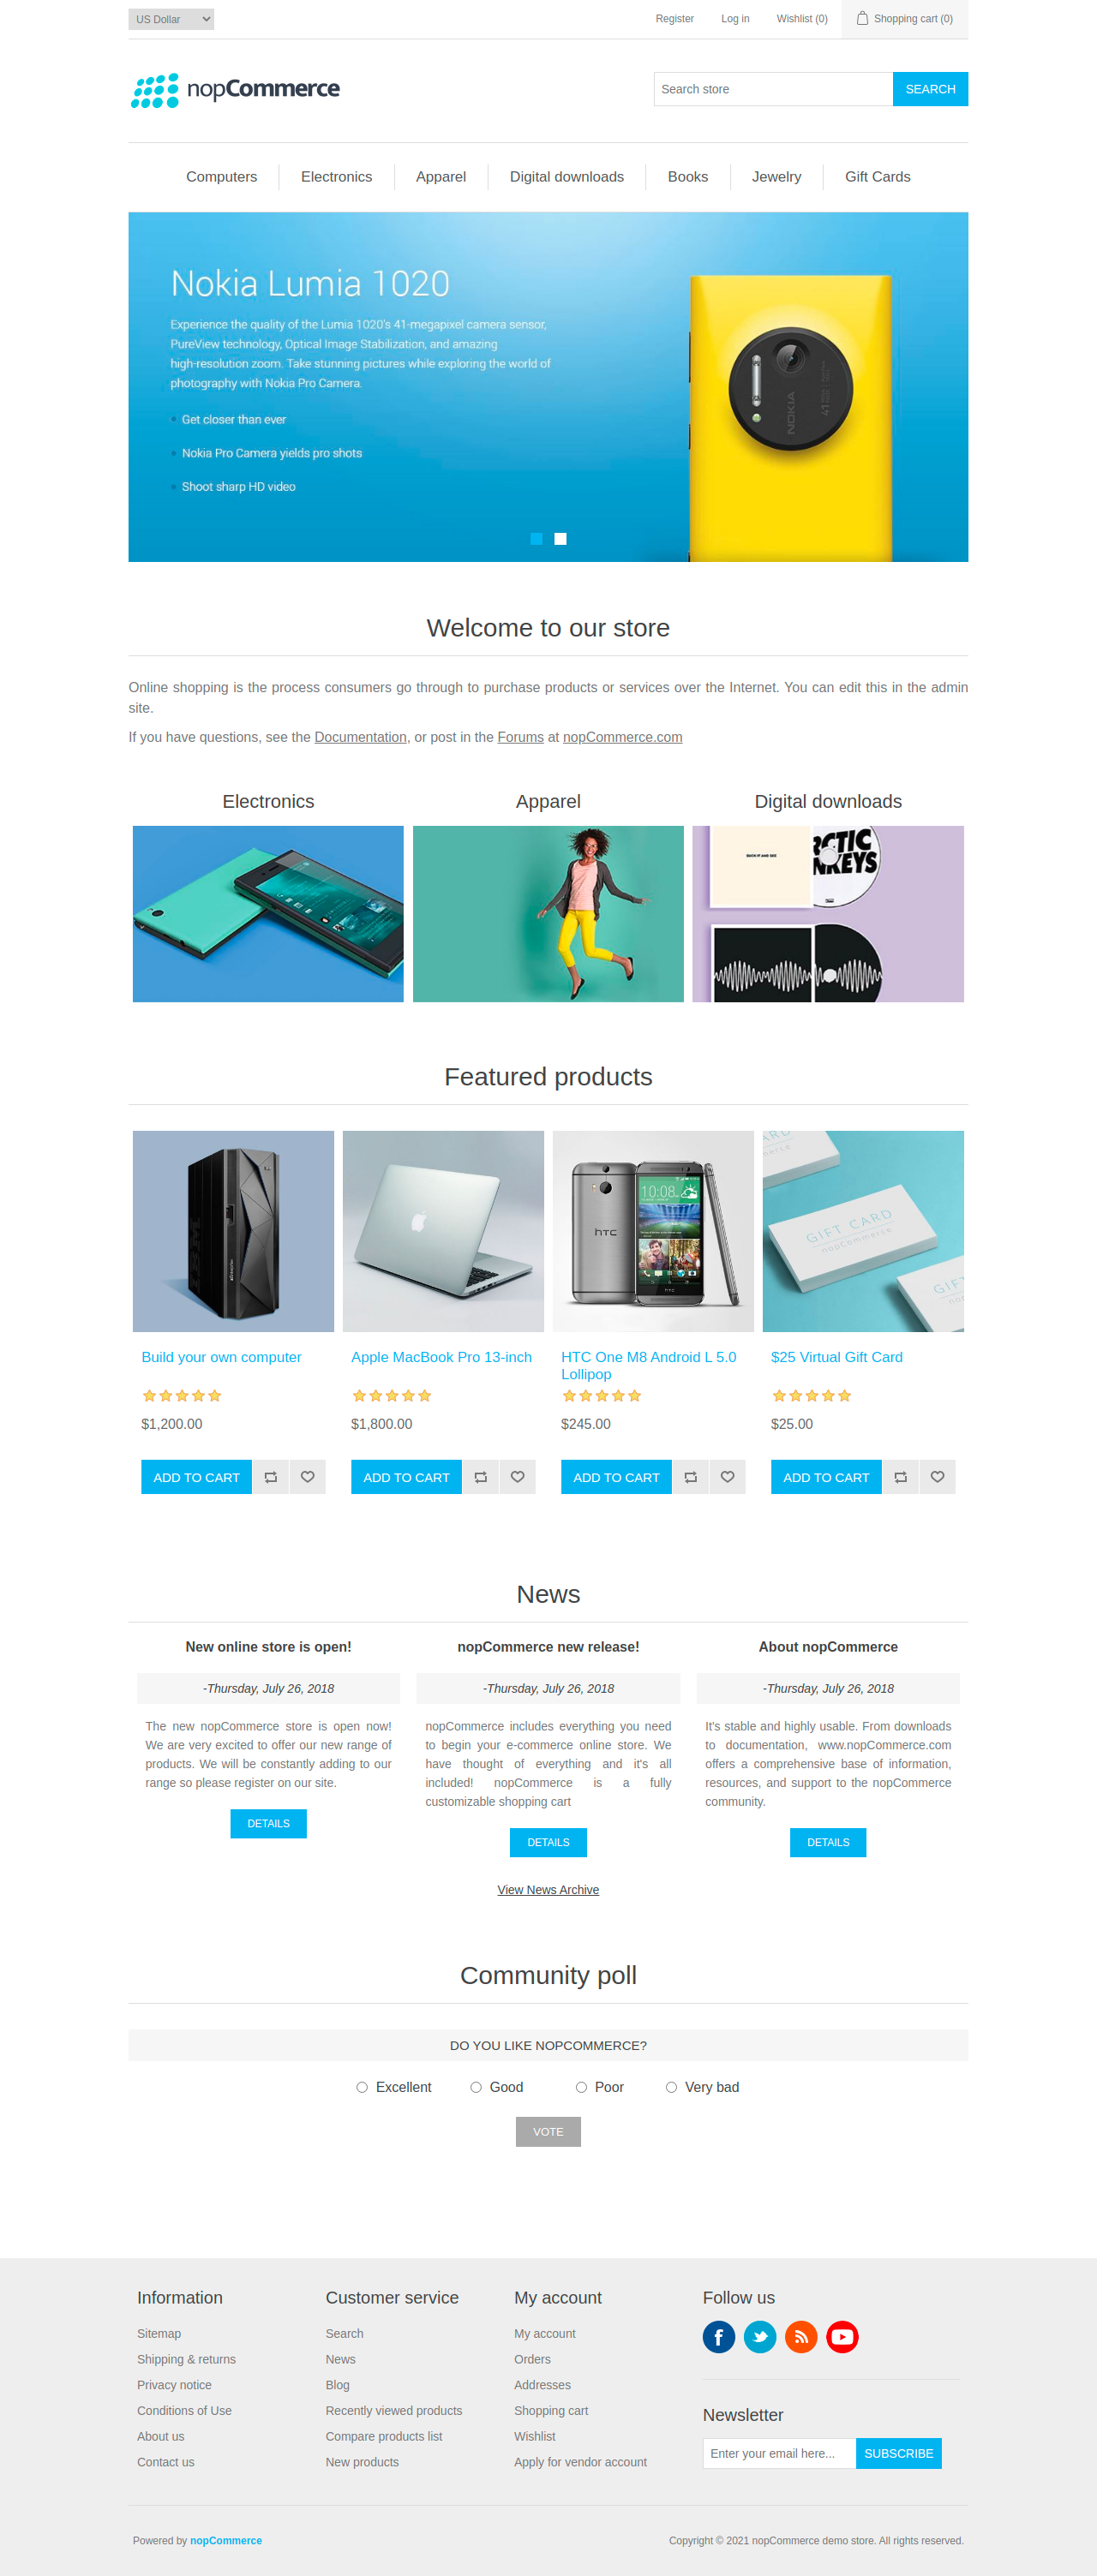 US Dollar
Register
Log in
Wishlist (0)
Shopping cart (0)
nopCommerce
Search store
SEARCH
Computers
Electronics
Apparel
Digital downloads
Books
Jewelry
Gift Cards
Nokia Lumia 1020
Experience the quality of the Lumia 1020's 41-megapixel camera sensor,
PureView technology, Optical Image Stabilization, and amazing
high-resolution zoom. Take stunning pictures while exploring the world of
photography with Nokia Pro Camera.
Get closer than ever
Nokia Pro Camera yields pro shots
Shoot sharp HD video
NOKIA
Welcome to our store
Online shopping is the process consumers go through to purchase products or services over the Internet. You can edit this in the admin
site.
If you have questions, see the Documentation, or post in the Forums at nopCommerce.com
Electronics
Apparel
Digital downloads
BACK IT AND SEE
RCTIC
NKEYS
Featured products
hTC
10:08
GIFT CARD
nopCommerce
Build your own computer
$1,200.00
ADD TO CART
Apple MacBook Pro 13-inch
$1,800.00
ADD TO CART
HTC One M8 Android L 5.0
Lollipop
$245.00
ADD TO CART
$25 Virtual Gift Card
$25.00
ADD TO CART
News
New online store is open!
-Thursday, July 26, 2018
The new nopCommerce store is open now!
We are very excited to offer our new range of
products. We will be constantly adding to our
range so please register on our site.
DETAILS
nopCommerce new release!
-Thursday, July 26, 2018
nopCommerce includes everything you need
to begin your e-commerce online store. We
have thought of everything and it's all
included! nopCommerce is a fully
customizable shopping cart
DETAILS
About nopCommerce
-Thursday, July 26, 2018
It's stable and highly usable. From downloads
to documentation, www.nopCommerce.com
offers a comprehensive base of information,
resources, and support to the nopCommerce
community.
DETAILS
View News Archive
Community poll
DO YOU LIKE NOPCOMMERCE?
Excellent
Good
Poor
Very bad
VOTE
Information
Sitemap
Shipping & returns
Privacy notice
Conditions of Use
About us
Contact us
Customer service
Search
News
Blog
Recently viewed products
Compare products list
New products
My account
My account
Orders
Addresses
Shopping cart
Wishlist
Apply for vendor account
Follow us
Newsletter
Enter your email here...
SUBSCRIBE
Powered by nopCommerce
Copyright © 2021 nopCommerce demo store. All rights reserved.